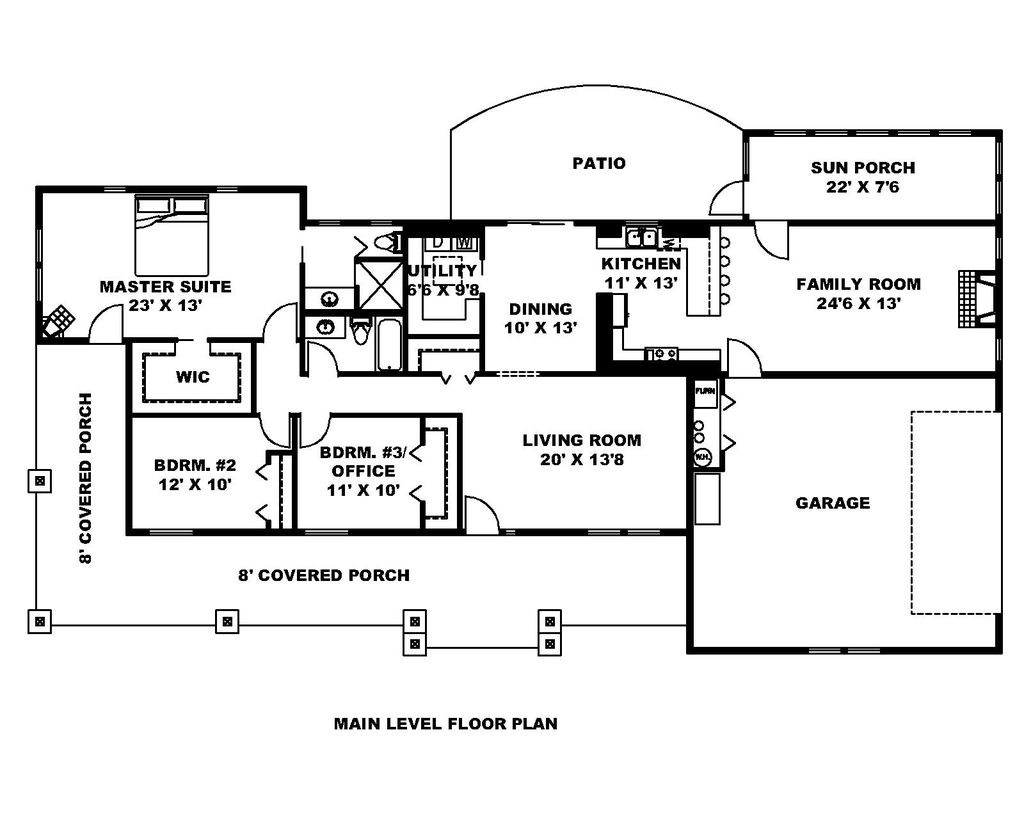 PATIO
SUN PORCH
22' X 7'6
MASTER SUITE
23' X 13'
D
W
UTILITY
6'6 X 9'8
DINING
10' X 13'
KITCHEN
11' X 13'
FAMILY ROOM
24'6 X 13'
WIC
8' COVERED PORCH
BDRM. #2
12' X 10'
BDRM. #3/
OFFICE
11' X 10'
LIVING ROOM
20' X 13'8
FURN
W.H.
GARAGE
8' COVERED PORCH
MAIN LEVEL FLOOR PLAN